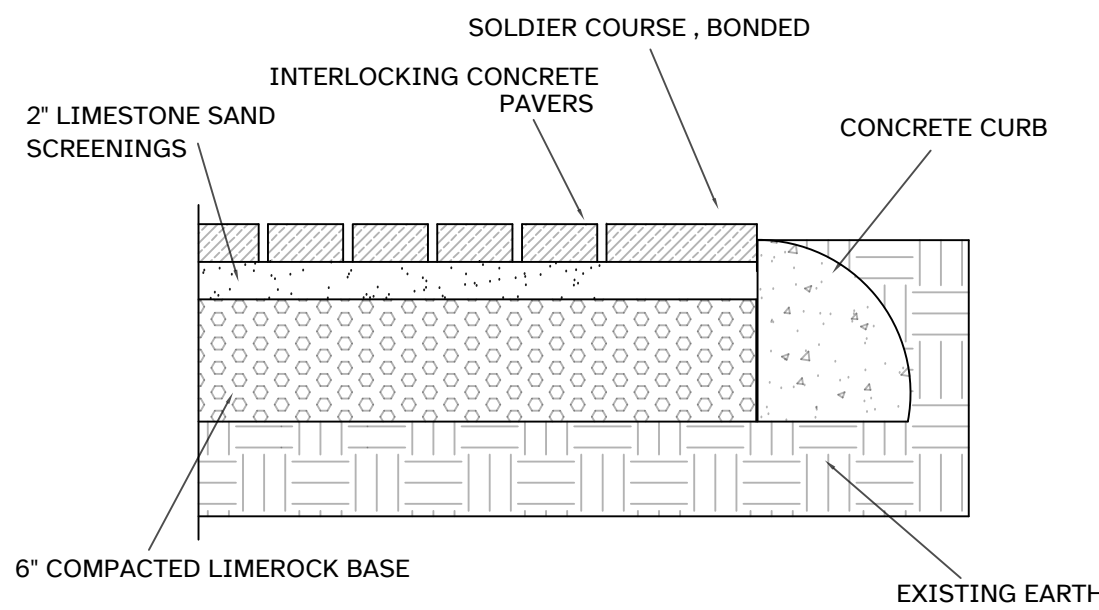 SOLDIER COURSE , BONDED
INTERLOCKING CONCRETE
PAVERS
2" LIMESTONE SAND
SCREENINGS
CONCRETE CURB
6" COMPACTED LIMEROCK BASE
EXISTING EARTH